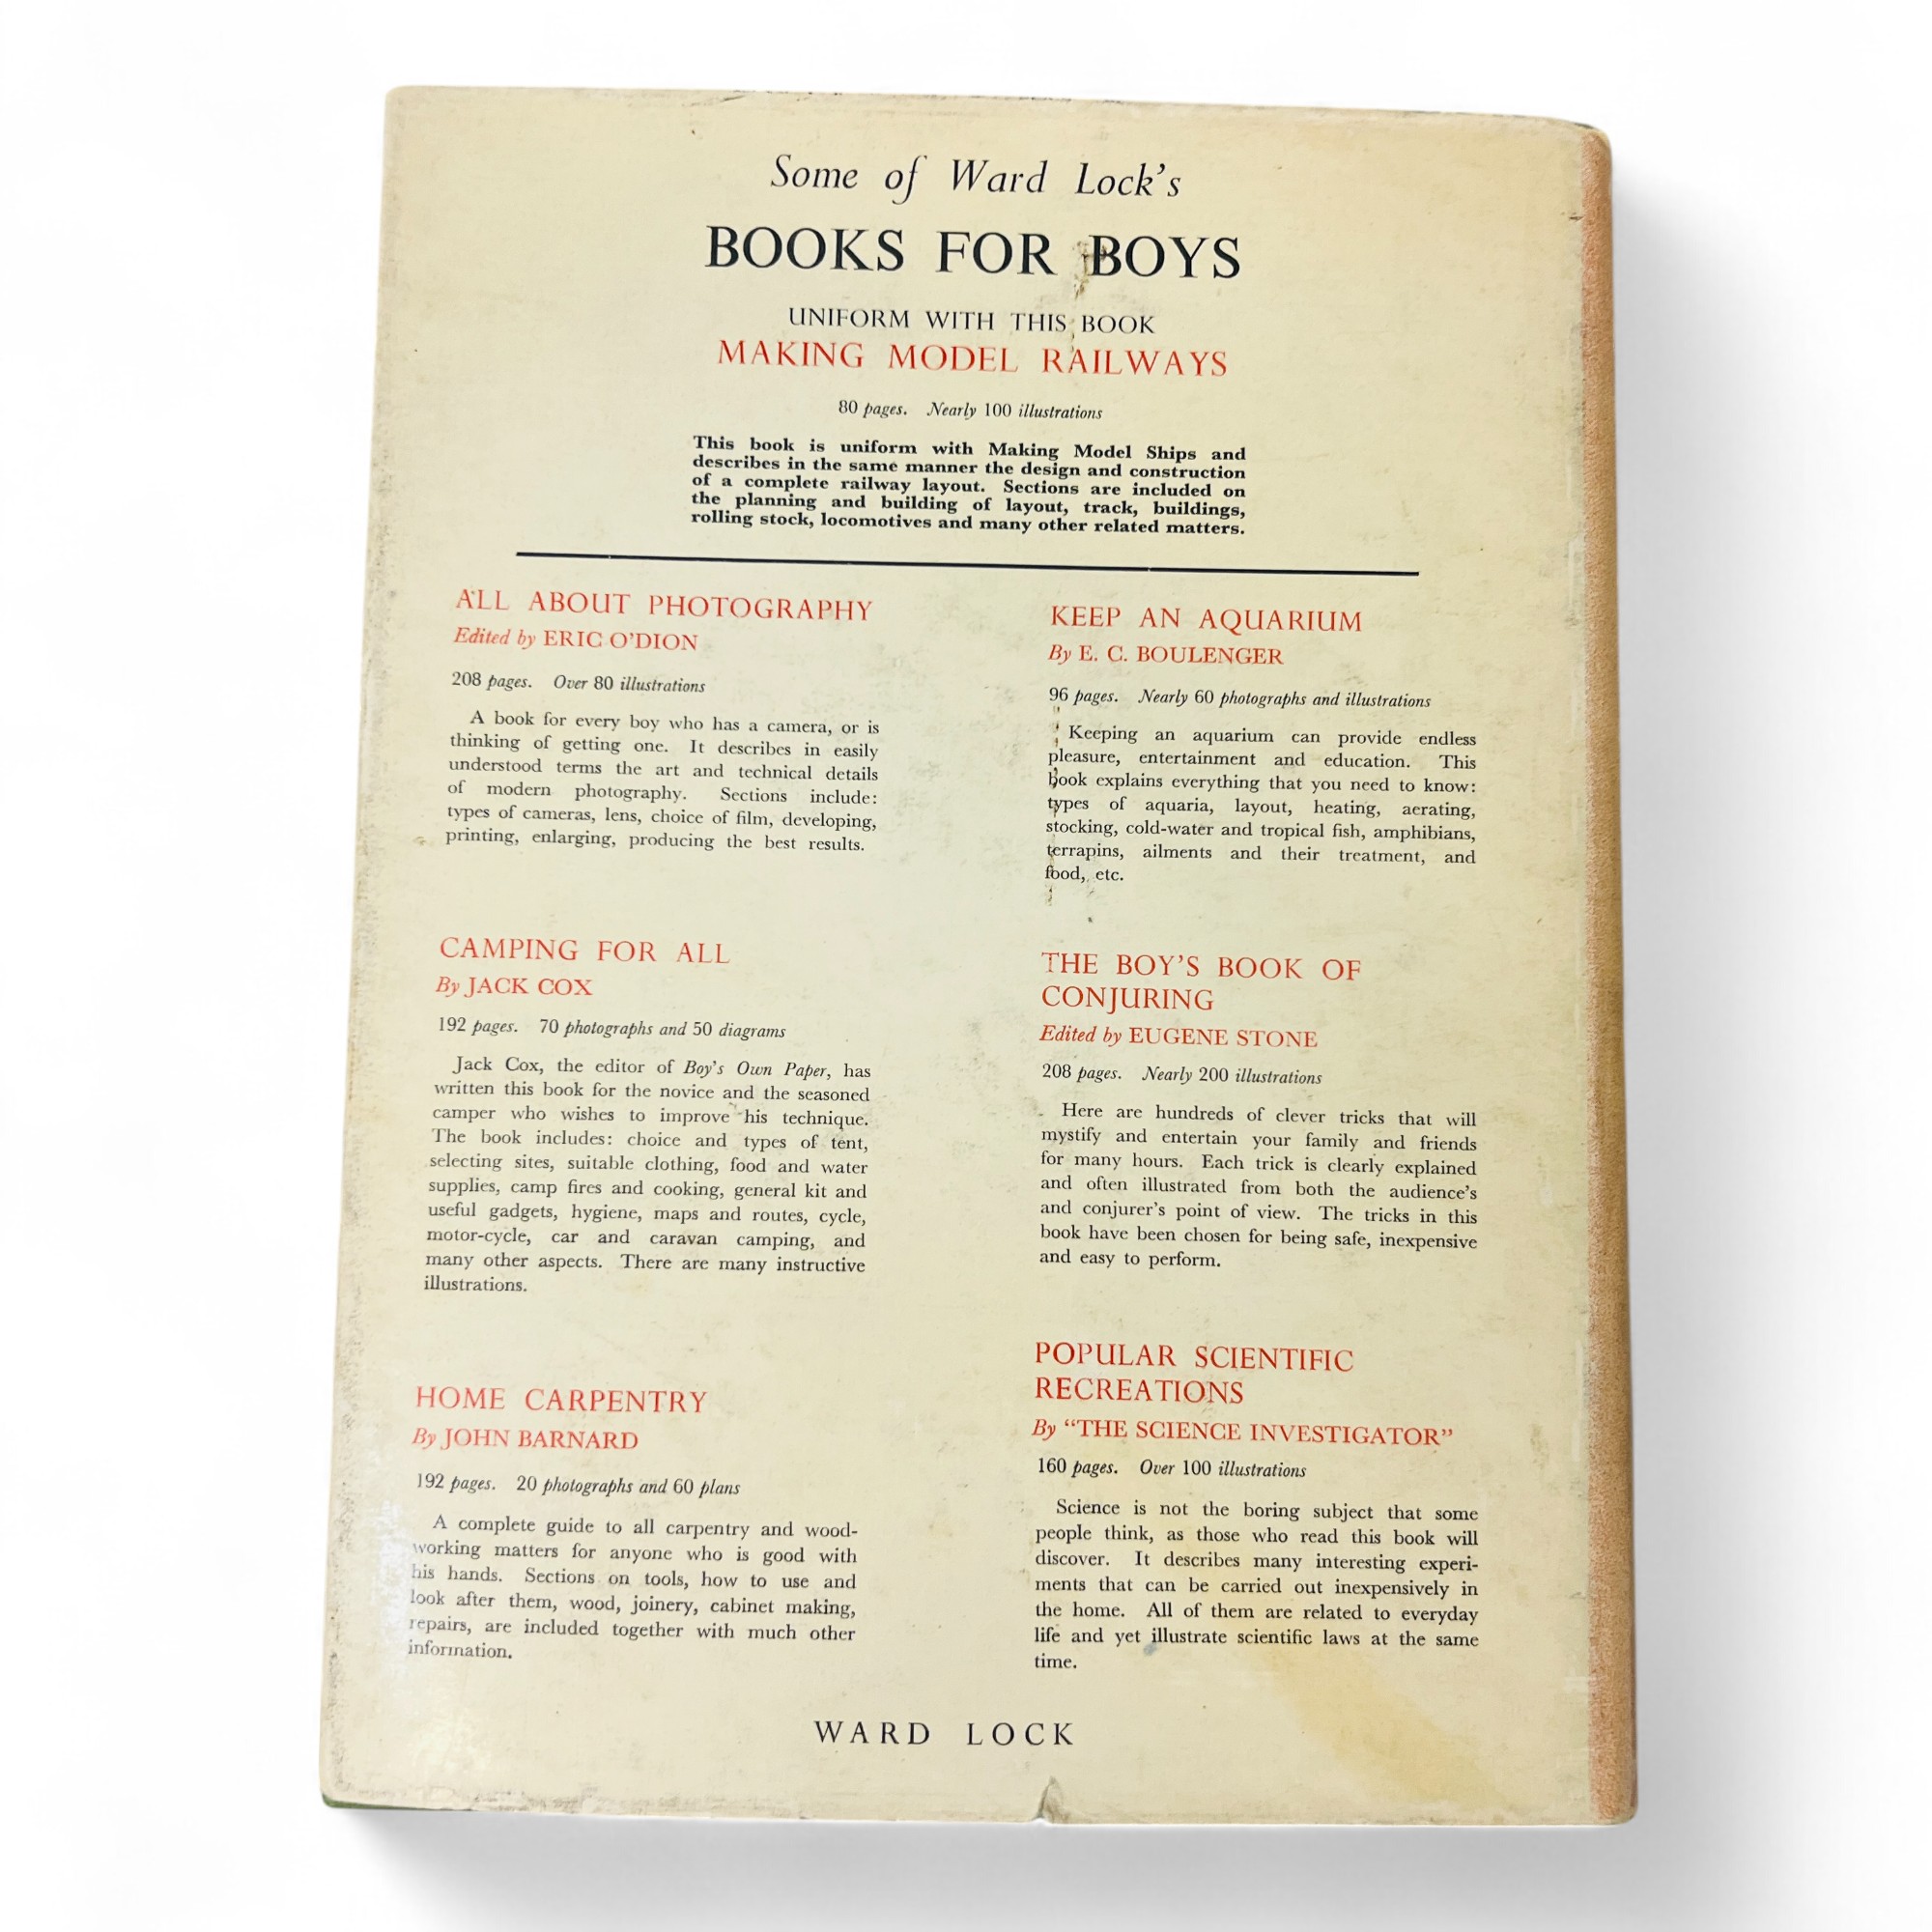 Some of Ward Lock's
BOOKS FOR BOYS
UNIFORM WITH THIS BOOK
MAKING MODEL RAILWAYS
80 pages. Nearly 100 illustrations
This book is uniform with Making Model Ships and
describes in the same manner the design and construction
of a complete railway layout. Sections are included on
the planning and building of layout, track, buildings,
rolling stock, locomotives and many other related matters.
ALL ABOUT PHOTOGRAPHY
Edited by ERIC O'DION
208 pages. Over 80 illustrations
A book for every boy who has a camera, or is
thinking of getting one. It describes in easily
understood terms the art and technical details
of modern photography. Sections include:
types of cameras, lens, choice of film, developing,
printing, enlarging, producing the best results.
CAMPING FOR ALL
By JACK COX
192 pages. 70 photographs and 50 diagrams
Jack Cox, the editor of Boy's Own Paper, has
written this book for the novice and the seasoned
camper who wishes to improve his technique.
The book includes: choice and types of tent,
selecting sites, suitable clothing, food and water
supplies, camp fires and cooking, general kit and
useful gadgets, hygiene, maps and routes, cycle,
motor-cycle, car and caravan camping, and
many other aspects. There are many instructive
illustrations.
HOME CARPENTRY
By JOHN BARNARD
192 pages. 20 photographs and 60 plans
A complete guide to all carpentry and wood-
working matters for anyone who is good with
his hands. Sections on tools, how to use and
look after them, wood, joinery, cabinet making,
repairs, are included together with much other
information.
KEEP AN AQUARIUM
By E. C. BOULENGER
96 pages. Nearly 60 photographs and illustrations
Keeping an aquarium can provide endless
pleasure, entertainment and education. This
book explains everything that you need to know:
types of aquaria, layout, heating, aerating,
stocking, cold-water and tropical fish, amphibians,
terrapins, ailments and their treatment, and
food, etc.
THE BOY'S BOOK OF
CONJURING
Edited by EUGENE STONE
208 pages. Nearly 200 illustrations
Here are hundreds of clever tricks that will
mystify and entertain your family and friends
for many hours. Each trick is clearly explained
and often illustrated from both the audience's
and conjurer's point of view. The tricks in this
book have been chosen for being safe, inexpensive
and easy to perform.
POPULAR SCIENTIFIC
RECREATIONS
By "THE SCIENCE INVESTIGATOR"
160 pages. Over 100 illustrations
Science is not the boring subject that some
people think, as those who read this book will
discover. It describes many interesting experi-
ments that can be carried out inexpensively in
the home. All of them are related to everyday
life and yet illustrate scientific laws at the same
time.
WARD LOCK